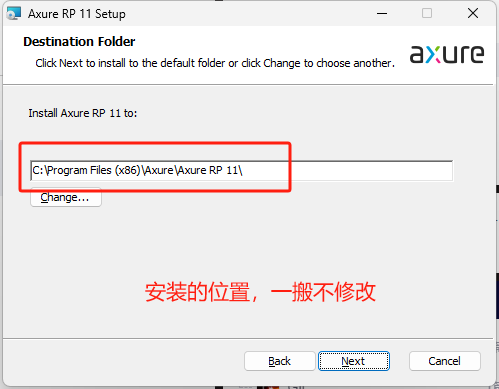 Axure RP 11 Setup
Destination Folder
Click Next to install to the default folder or click Change to choose another.
axure
Install Axure RP 11 to:
C:\Program Files (x86)\Axure\Axure RP 11\
Change...
安装的位置，一搬不修改
Back
Next
Cancel